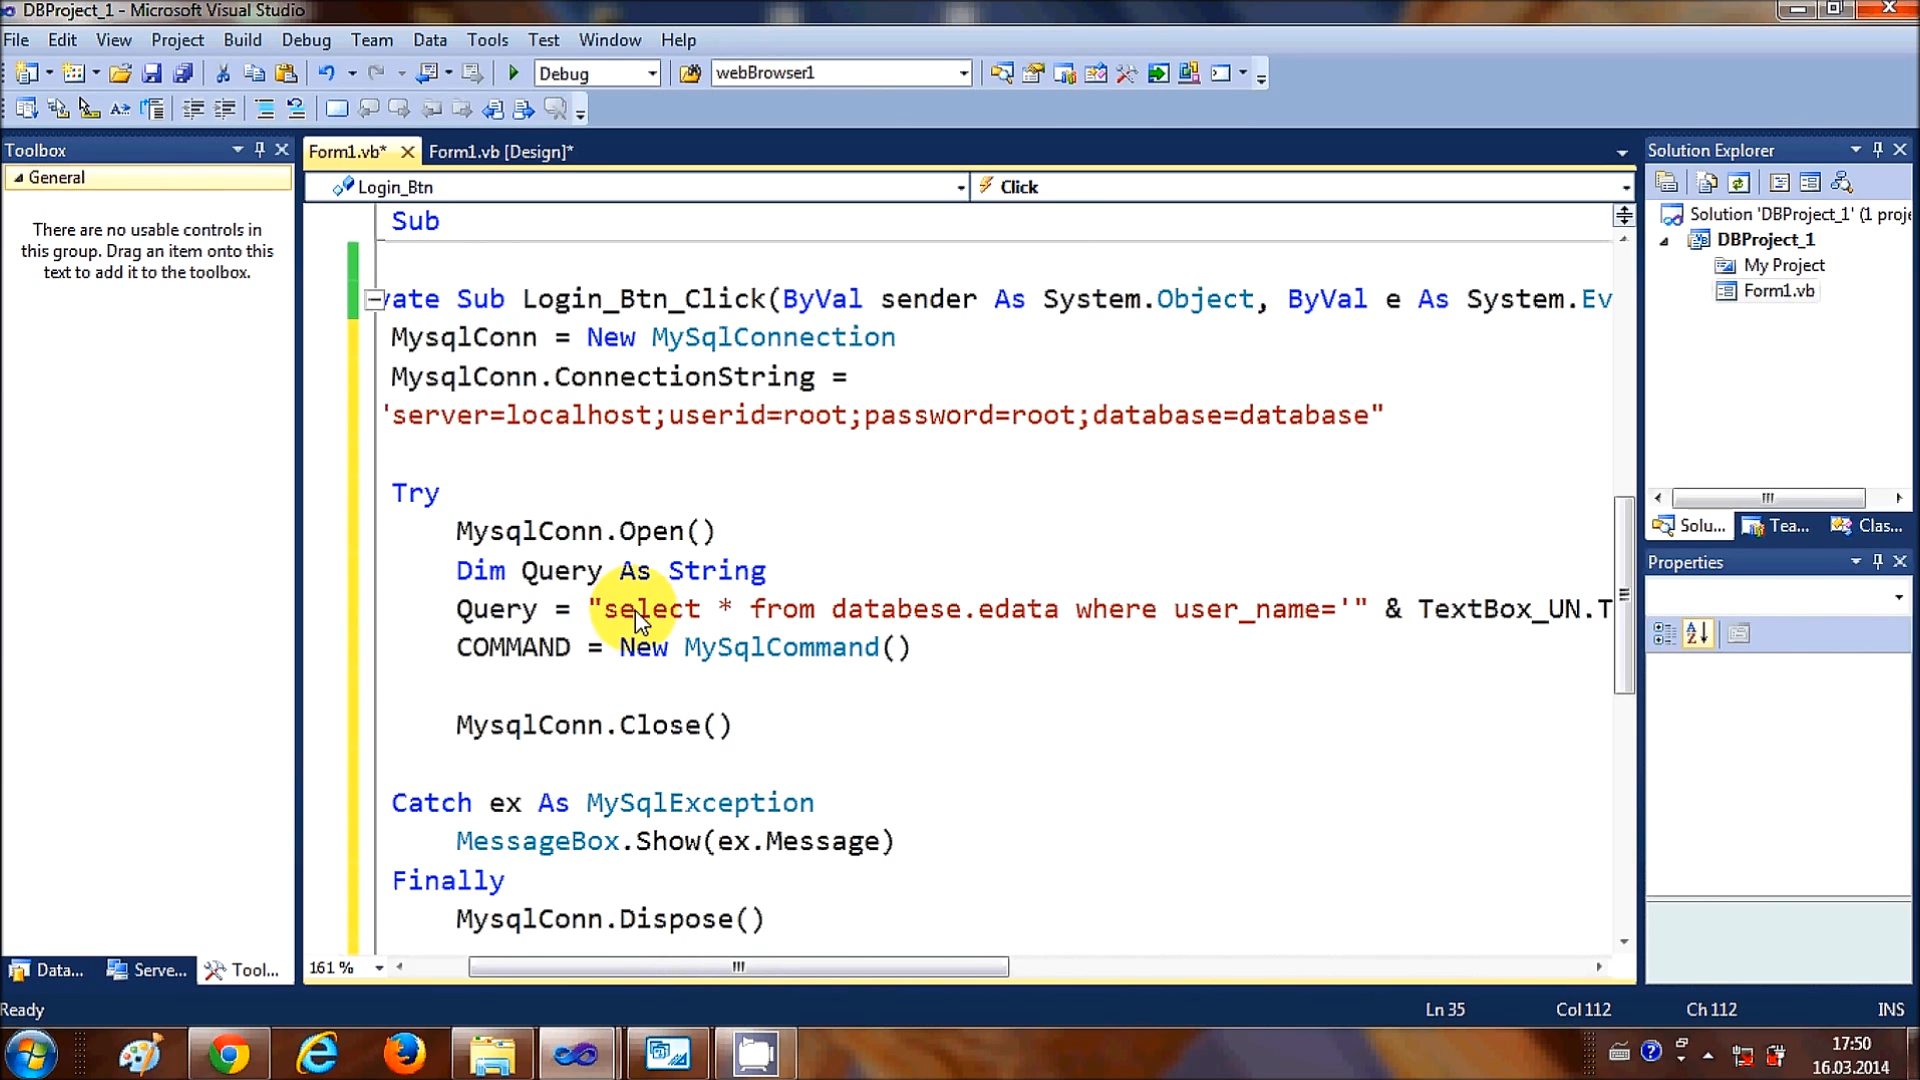 DBProject_1 - Microsoft Visual Studio
File Edit View Project Build Debug Team Data Tools Test Window Help
Debug webBrowser1
Toolbox
General
There are no usable controls in
this group. Drag an item onto this
text to add it to the toolbox.
Data... Serve... Tool...
Form1.vb* Form1.vb [Design]*
Login_Btn Click
Sub
vate Sub Login_Btn_Click(ByVal sender As System.Object, ByVal e As System.Ev
MysqlConn = New MySqlConnection
MysqlConn.ConnectionString =
"server=localhost;userid=root;password=root;database=database"
Try
MysqlConn.Open()
Dim Query As String
Query = "select * from databese.edata where user_name='" & TextBox_UN.T
COMMAND = New MySqlCommand()
MysqlConn.Close()
Catch ex As MySqlException
MessageBox.Show(ex.Message)
Finally
MysqlConn.Dispose()
161 %
Solution Explorer
Solution 'DBProject_1' (1 proje
DBProject_1
My Project
Form1.vb
Solu... Tea... Clas...
Properties
Ready Ln 35 Col 112 Ch 112 INS
17:50
16.03.2014